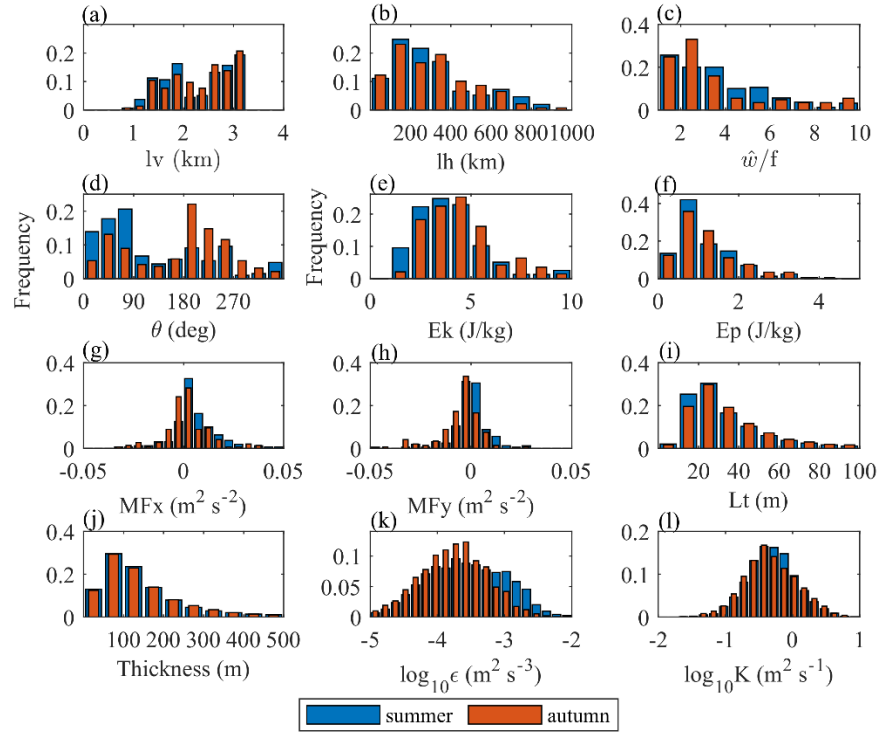 (a) (b) (c)
0.2 0.2 0.4
0.1 0.1 0.2
0 0 0
0 1 2 3 4 200 400 600 800 1000 2 4 6 8 10
lv (km) lh (km) ŵ/f
(d) (e) (f)
0.2 0.2 0.4
0.1 0.1 0.2
0 0 0
0 90 180 270 0 5 10 0 2 4
Frequency Frequency
θ (deg) Ek (J/kg) Ep (J/kg)
(g) (h) (i)
0.4 0.4 0.4
0.2 0.2 0.2
0 0 0
-0.05 0 0.05 -0.05 0 0.05 20 40 60 80 100
MFx (m² s⁻²) MFy (m² s⁻²) Lt (m)
(j) (k) (l)
0.4 0.1 0.2
0.2 0.05 0.1
0 0 0
100 200 300 400 500 -5 -4 -3 -2 -2 -1 0 1
Thickness (m) log₁₀ϵ (m² s⁻³) log₁₀K (m² s⁻¹)
summer autumn